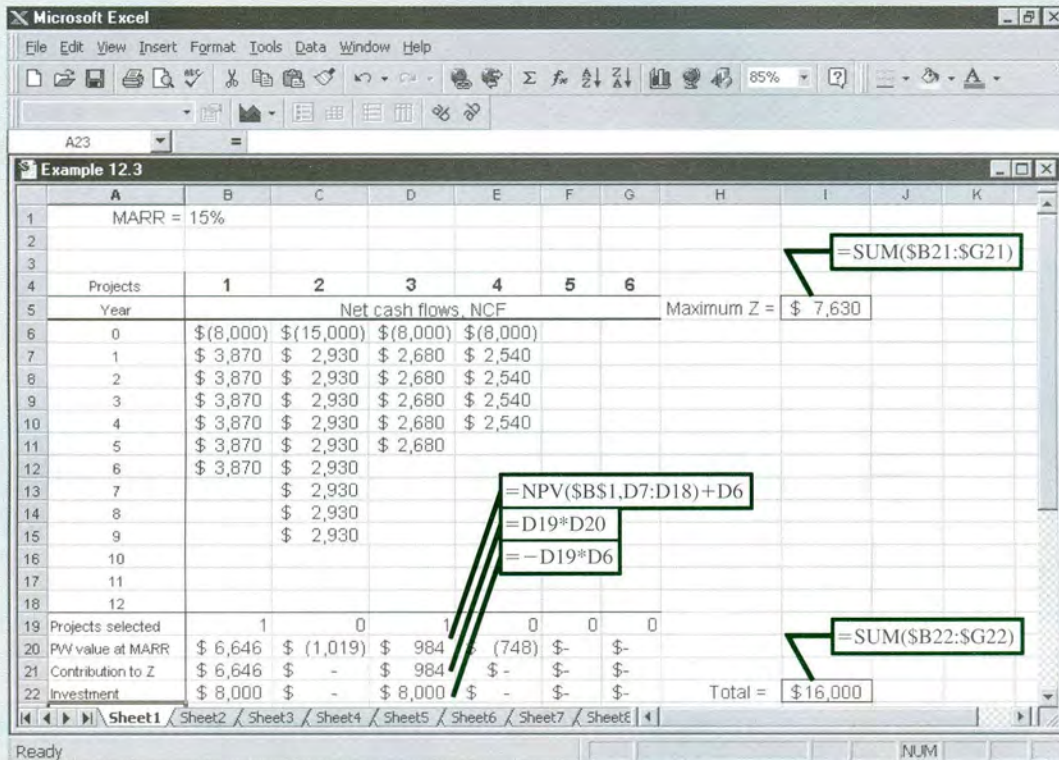 Microsoft Excel
File Edit View Insert Format Tools Data Window Help
85%
A23 =
Example 12.3
A B C D E F G H I J K
1 MARR = 15%
2 =SUM($B21:$G21)
3
4 Projects 1 2 3 4 5 6
5 Year Net cash flows, NCF Maximum Z = $ 7,630
6 0 $(8,000) $(15,000) $(8,000) $(8,000)
7 1 $ 3,870 $ 2,930 $ 2,680 $ 2,540
8 2 $ 3,870 $ 2,930 $ 2,680 $ 2,540
9 3 $ 3,870 $ 2,930 $ 2,680 $ 2,540
10 4 $ 3,870 $ 2,930 $ 2,680 $ 2,540
11 5 $ 3,870 $ 2,930 $ 2,680
12 6 $ 3,870 $ 2,930
13 7 $ 2,930 =NPV($B$1,D7:D18)+D6
14 8 $ 2,930 =D19*D20
15 9 $ 2,930 =−D19*D6
16 10
17 11
18 12
19 Projects selected 1 0 1 0 0 0 =SUM($B22:$G22)
20 PW value at MARR $ 6,646 $ (1,019) $ 984 $ (748) $- $-
21 Contribution to Z $ 6,646 $ - $ 984 $ - $- $-
22 Investment $ 8,000 $ - $ 8,000 $ - $- $- Total = $16,000
Sheet1 / Sheet2 / Sheet3 / Sheet4 / Sheet5 / Sheet6 / Sheet7 / Sheet8
Ready NUM